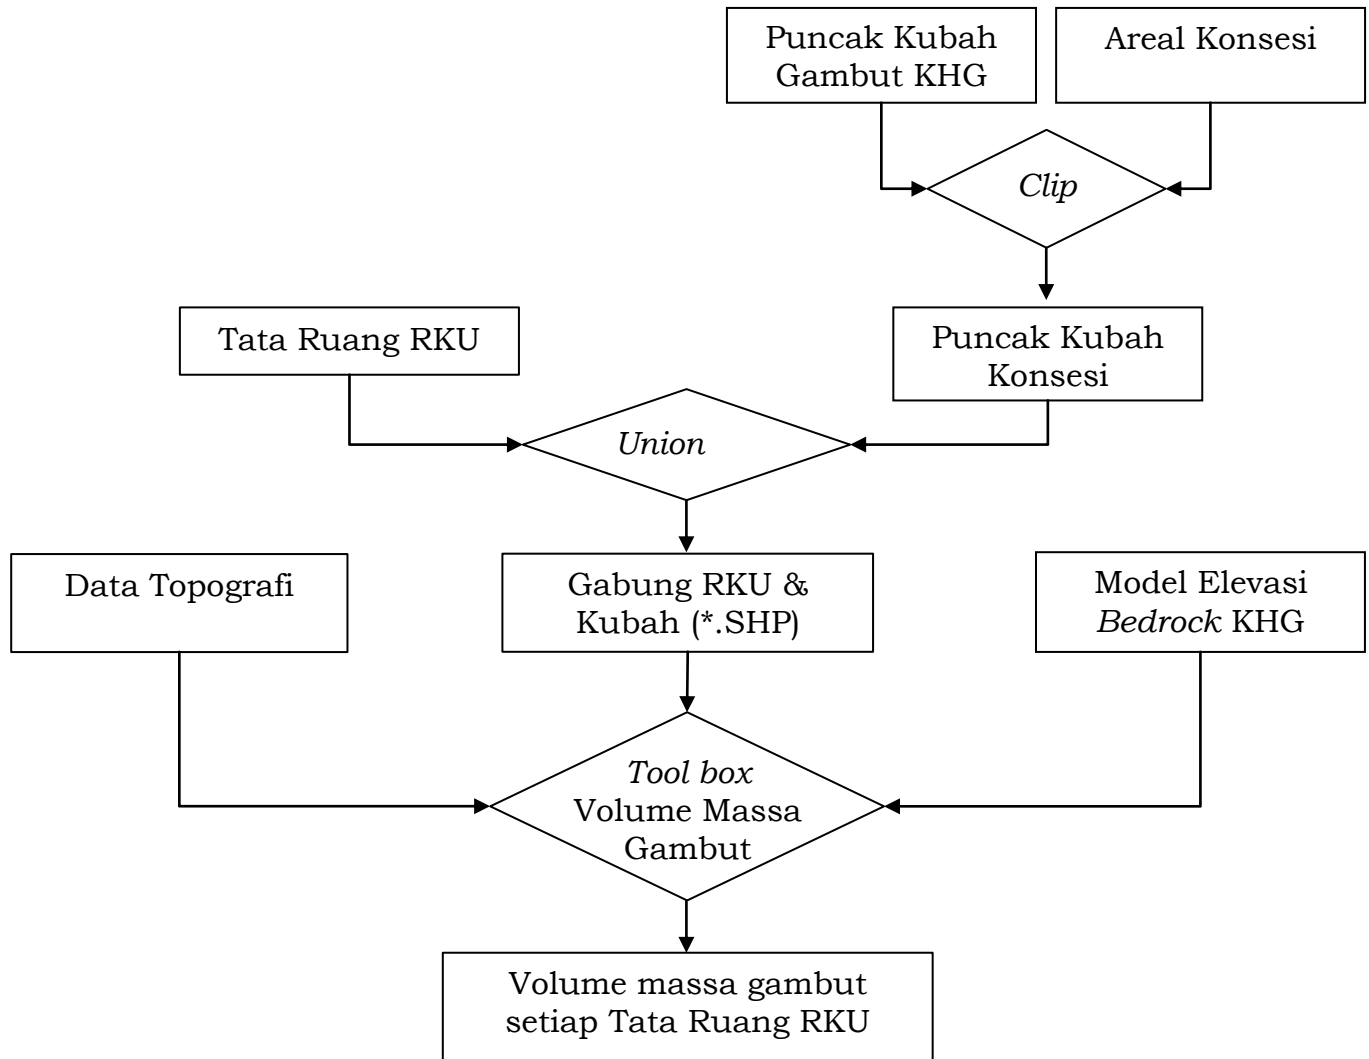 Puncak Kubah
Gambut KHG
Areal Konsesi
Clip
Tata Ruang RKU
Puncak Kubah
Konsesi
Union
Data Topografi
Gabung RKU &
Kubah (*.SHP)
Model Elevasi
Bedrock KHG
Tool box
Volume Massa
Gambut
Volume massa gambut
setiap Tata Ruang RKU